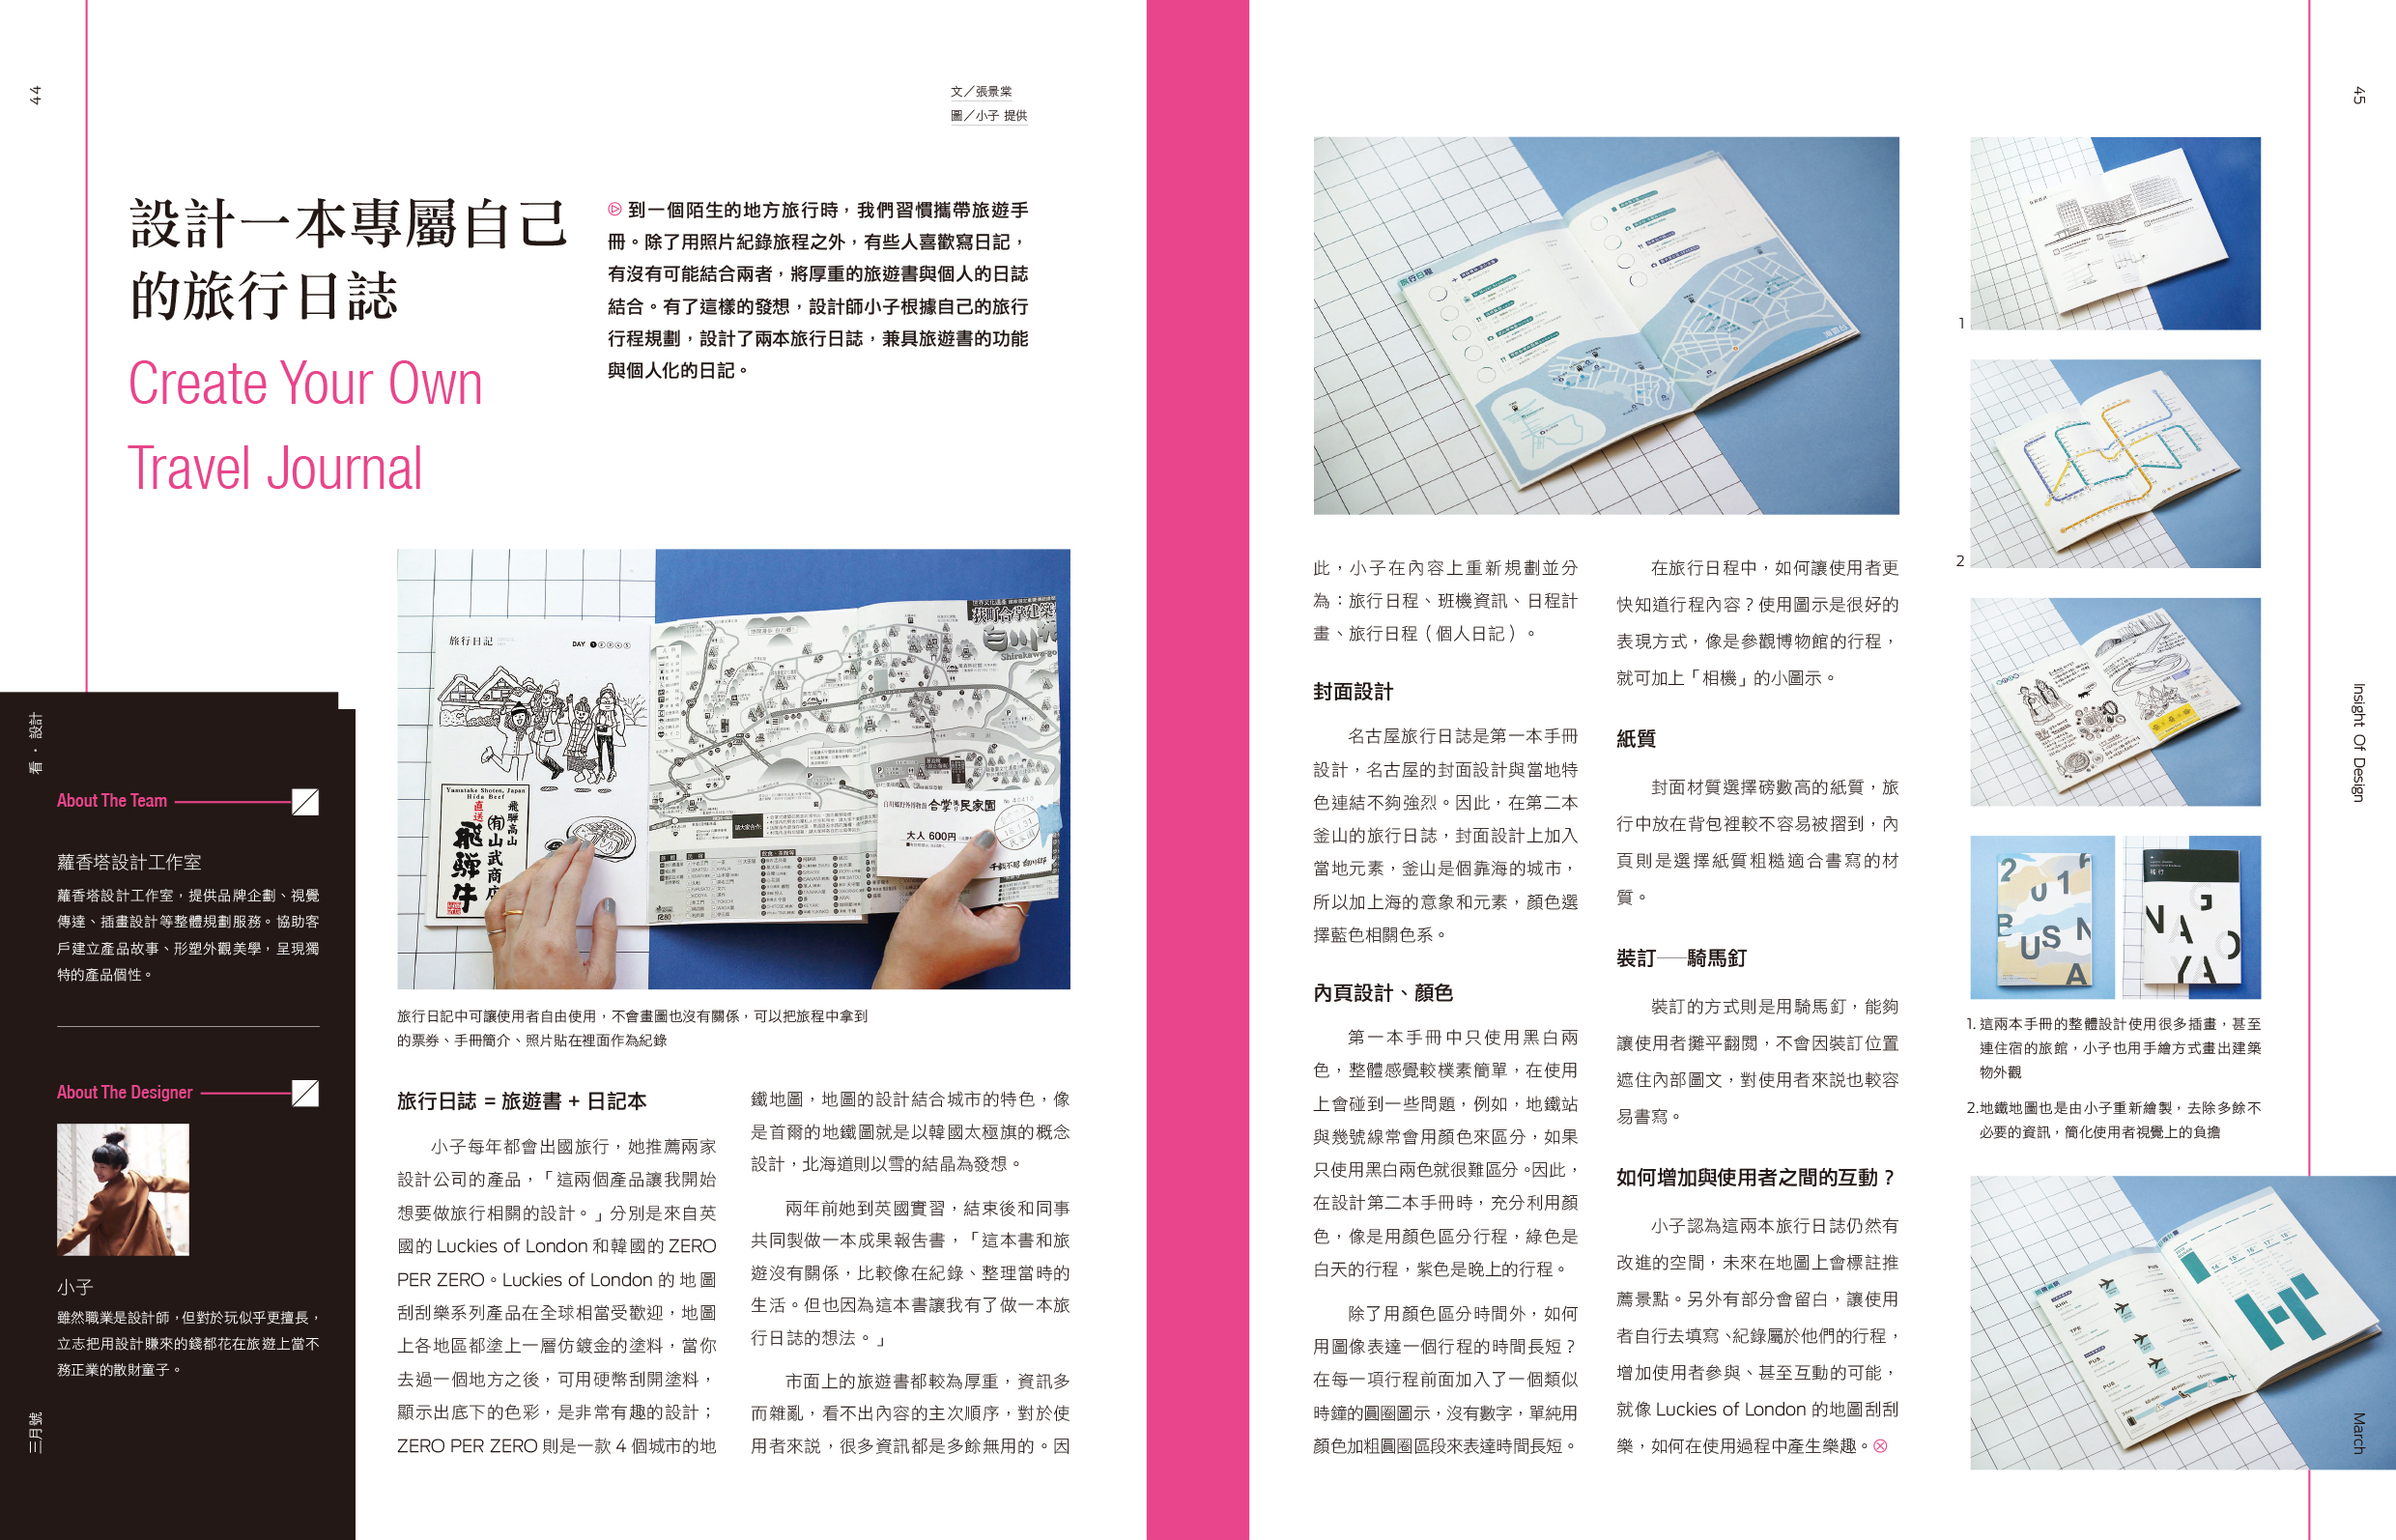 44
文／張景棠
圖／小子 提供
設計一本專屬自己
的旅行日誌
Create Your Own
Travel Journal
到一個陌生的地方旅行時，我們習慣攜帶旅遊手
冊。除了用照片紀錄旅程之外，有些人喜歡寫日記，
有沒有可能結合兩者，將厚重的旅遊書與個人的日誌
結合。有了這樣的發想，設計師小子根據自己的旅行
行程規劃，設計了兩本旅行日誌，兼具旅遊書的功能
與個人化的日記。
看・設計
About The Team
蘿香塔設計工作室
蘿香塔設計工作室，提供品牌企劃、視覺
傳達、插畫設計等整體規劃服務。協助客
戶建立產品故事、形塑外觀美學，呈現獨
特的產品個性。
About The Designer
小子
雖然職業是設計師，但對於玩似乎更擅長，
立志把用設計賺來的錢都花在旅遊上當不
務正業的散財童子。
三月號
旅行日記
DAY
Yamatake Shoten, Japan
Hida Beef
飛驒高山
(有)山武商店
直送
飛驒牛
荻町合掌建築
白川郷
Shirakawa-go
合掌造り民家園
大人 600円
旅行日記中可讓使用者自由使用，不會畫圖也沒有關係，可以把旅程中拿到
的票券、手冊簡介、照片貼在裡面作為紀錄
旅行日誌 = 旅遊書 + 日記本
小子每年都會出國旅行，她推薦兩家
設計公司的產品，「這兩個產品讓我開始
想要做旅行相關的設計。」分別是來自英
國的 Luckies of London 和韓國的 ZERO
PER ZERO。Luckies of London 的地圖
刮刮樂系列產品在全球相當受歡迎，地圖
上各地區都塗上一層仿鍍金的塗料，當你
去過一個地方之後，可用硬幣刮開塗料，
顯示出底下的色彩，是非常有趣的設計；
ZERO PER ZERO 則是一款 4 個城市的地
鐵地圖，地圖的設計結合城市的特色，像
是首爾的地鐵圖就是以韓國太極旗的概念
設計，北海道則以雪的結晶為發想。
兩年前她到英國實習，結束後和同事
共同製做一本成果報告書，「這本書和旅
遊沒有關係，比較像在紀錄、整理當時的
生活。但也因為這本書讓我有了做一本旅
行日誌的想法。」
市面上的旅遊書都較為厚重，資訊多
而雜亂，看不出內容的主次順序，對於使
用者來說，很多資訊都是多餘無用的。因
45
旅行日程
此，小子在內容上重新規劃並分
為：旅行日程、班機資訊、日程計
畫、旅行日程（個人日記）。
封面設計
名古屋旅行日誌是第一本手冊
設計，名古屋的封面設計與當地特
色連結不夠強烈。因此，在第二本
釜山的旅行日誌，封面設計上加入
當地元素，釜山是個靠海的城市，
所以加上海的意象和元素，顏色選
擇藍色相關色系。
內頁設計、顏色
第一本手冊中只使用黑白兩
色，整體感覺較樸素簡單，在使用
上會碰到一些問題，例如，地鐵站
與幾號線常會用顏色來區分，如果
只使用黑白兩色就很難區分。因此，
在設計第二本手冊時，充分利用顏
色，像是用顏色區分行程，綠色是
白天的行程，紫色是晚上的行程。
除了用顏色區分時間外，如何
用圖像表達一個行程的時間長短？
在每一項行程前面加入了一個類似
時鐘的圓圈圖示，沒有數字，單純用
顏色加粗圓圈區段來表達時間長短。
在旅行日程中，如何讓使用者更
快知道行程內容？使用圖示是很好的
表現方式，像是參觀博物館的行程，
就可加上「相機」的小圖示。
紙質
封面材質選擇磅數高的紙質，旅
行中放在背包裡較不容易被摺到，內
頁則是選擇紙質粗糙適合書寫的材
質。
裝訂──騎馬釘
裝訂的方式則是用騎馬釘，能夠
讓使用者攤平翻閱，不會因裝訂位置
遮住內部圖文，對使用者來說也較容
易書寫。
如何增加與使用者之間的互動？
小子認為這兩本旅行日誌仍然有
改進的空間，未來在地圖上會標註推
薦景點。另外有部分會留白，讓使用
者自行去填寫、紀錄屬於他們的行程，
增加使用者參與、甚至互動的可能，
就像 Luckies of London 的地圖刮刮
樂，如何在使用過程中產生樂趣。
1
2
2016
BUSAN
NAGOYA
1. 這兩本手冊的整體設計使用很多插畫，甚至
連住宿的旅館，小子也用手繪方式畫出建築
物外觀
2.地鐵地圖也是由小子重新繪製，去除多餘不
必要的資訊，簡化使用者視覺上的負擔
Insight Of Design
March